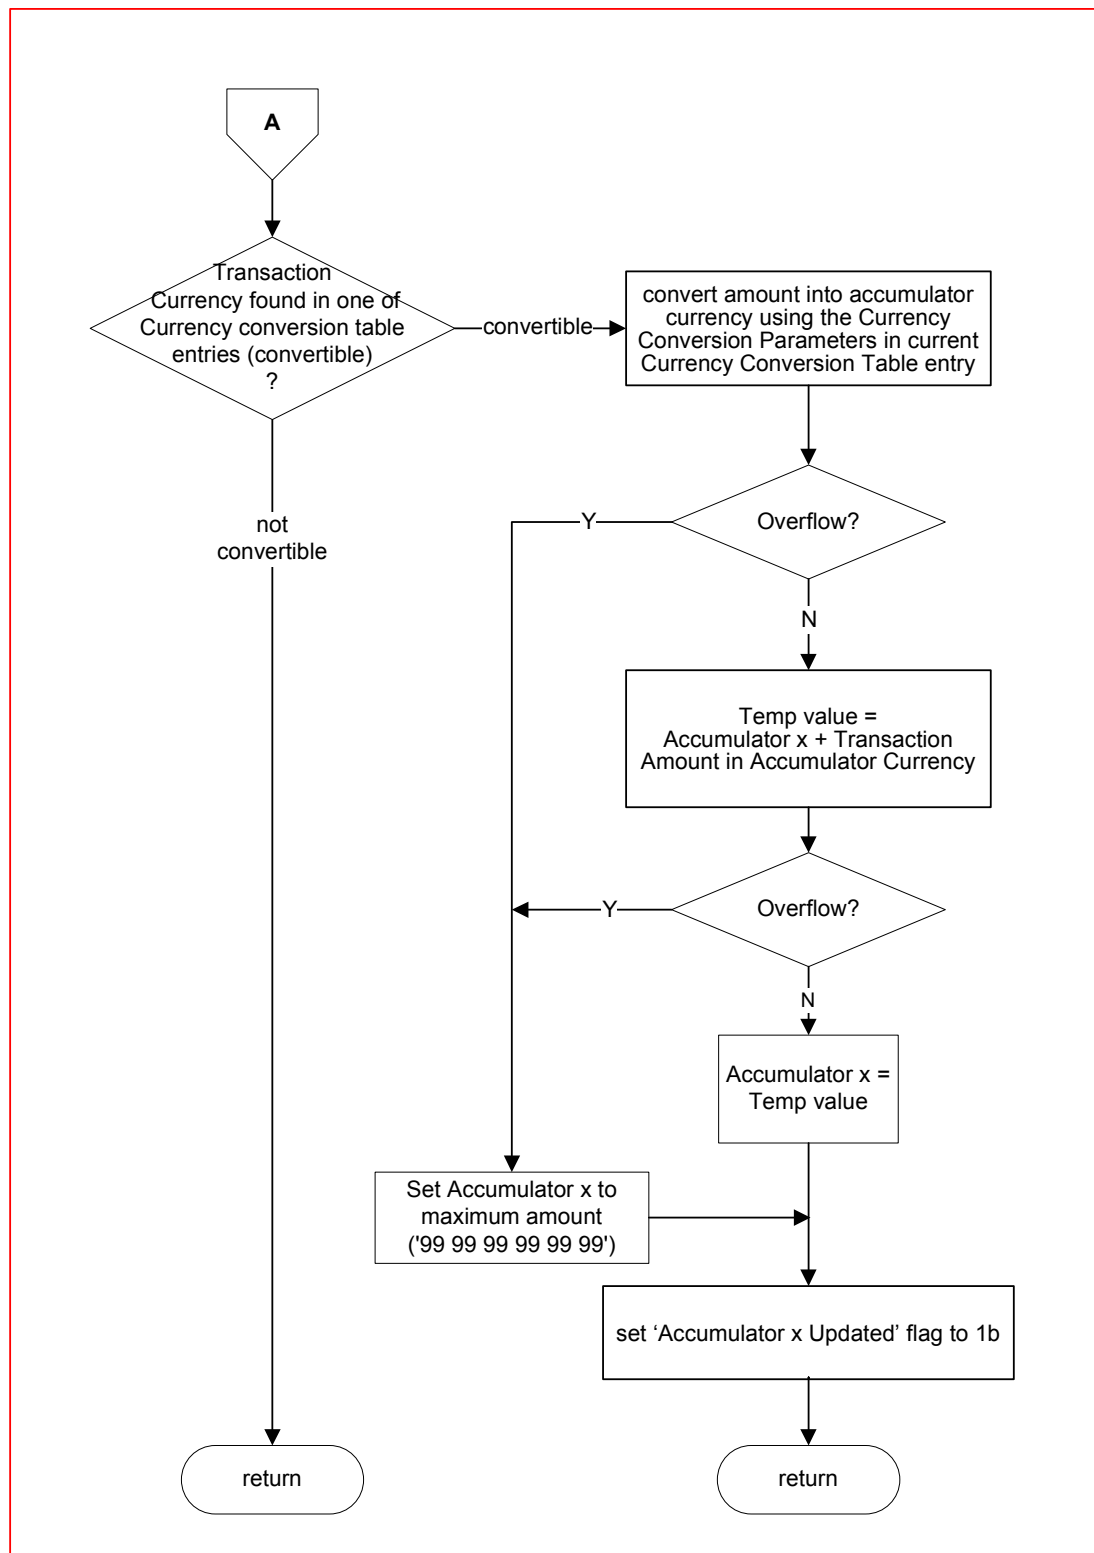 A
Transaction
Currency found in one of
Currency conversion table
entries (convertible)
?
convertible
convert amount into accumulator
currency using the Currency
Conversion Parameters in current
Currency Conversion Table entry
not
convertible
Y
Overflow?
N
Temp value =
Accumulator x + Transaction
Amount in Accumulator Currency
Y
Overflow?
N
Accumulator x =
Temp value
Set Accumulator x to
maximum amount
('99 99 99 99 99 99')
set ‘Accumulator x Updated’ flag to 1b
return
return